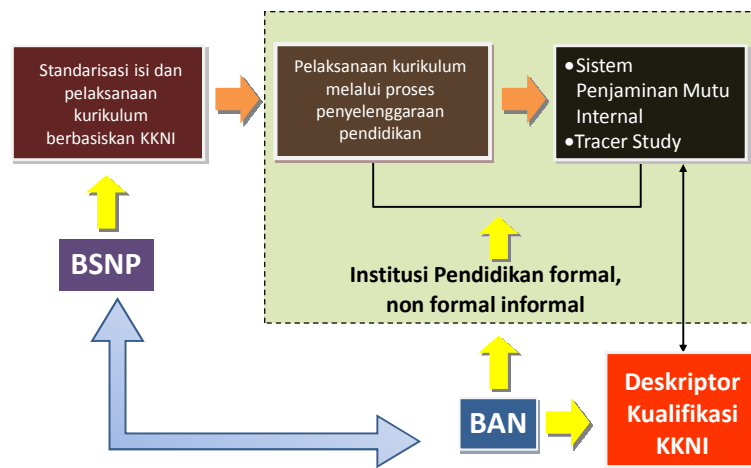 Standarisasi isi dan
pelaksanaan
kurikulum
berbasiskan KKNI
Pelaksanaan kurikulum
melalui proses
penyelenggaraan
pendidikan
•Sistem
Penjaminan Mutu
Internal
•Tracer Study
BSNP
Institusi Pendidikan formal,
non formal informal
BAN
Deskriptor
Kualifikasi
KKNI